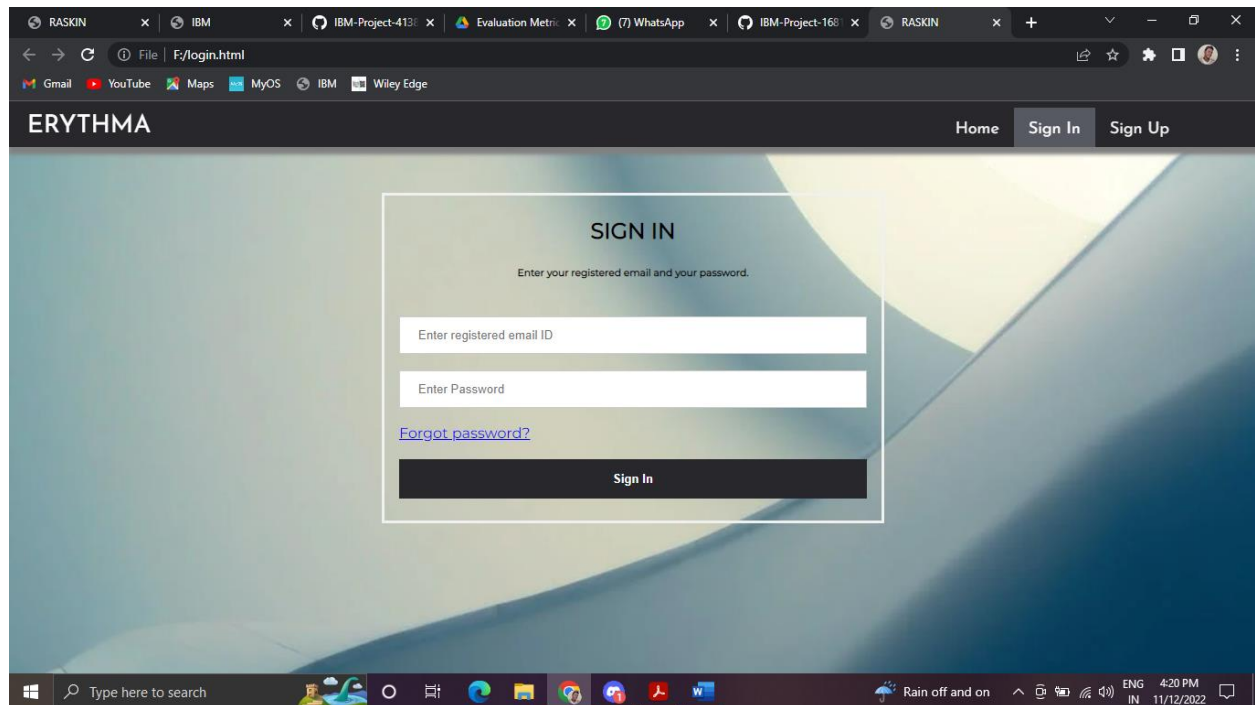 RASKIN
IBM
IBM-Project-4138
Evaluation Metric
(7) WhatsApp
IBM-Project-1681
RASKIN
File | F:/login.html
Gmail
YouTube
Maps
MyOS
IBM
Wiley Edge
ERYTHMA
Home
Sign In
Sign Up
SIGN IN
Enter your registered email and your password.
Enter registered email ID
Enter Password
Forgot password?
Sign In
Type here to search
Rain off and on
ENG
IN
4:20 PM
11/12/2022